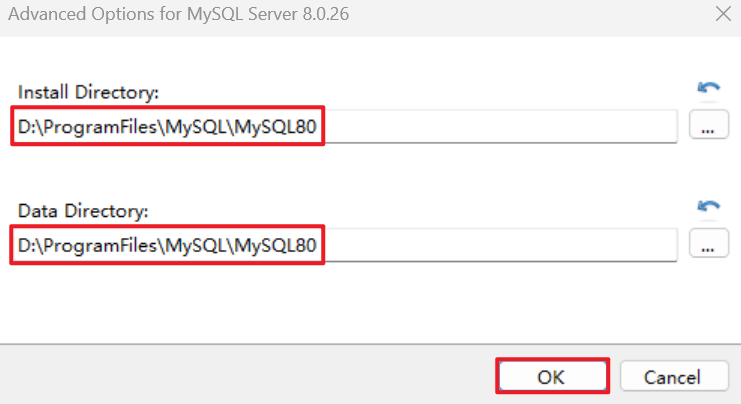 Advanced Options for MySQL Server 8.0.26
Install Directory:
D:\ProgramFiles\MySQL\MySQL80
...
Data Directory:
D:\ProgramFiles\MySQL\MySQL80
...
OK
Cancel